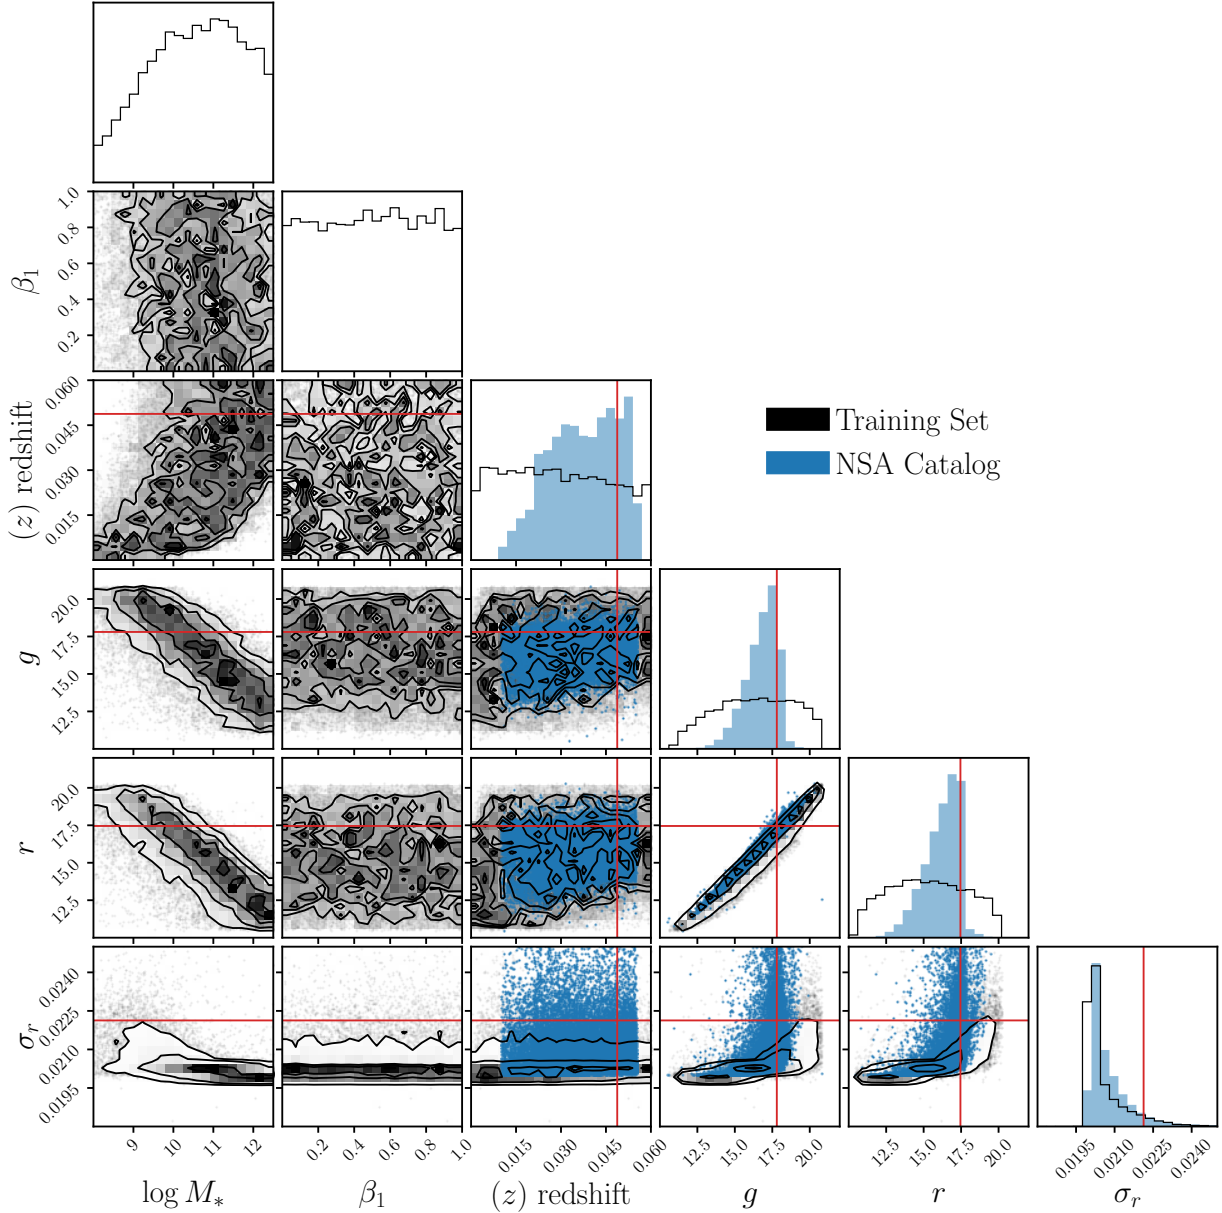 1.0
0.8
0.6
0.4
0.2
β₁
0.060
0.045
0.030
0.015
(z) redshift
Training Set
NSA Catalog
20.0
17.5
15.0
12.5
g
20.0
17.5
15.0
12.5
r
0.0240
0.0225
0.0210
0.0195
σᵣ
9 10 11 12
0.2 0.4 0.6 0.8 1.0
0.015 0.030 0.045 0.060
12.5 15.0 17.5 20.0
12.5 15.0 17.5 20.0
0.0195 0.0210 0.0225 0.0240
log M_* β₁ (z) redshift g r σᵣ